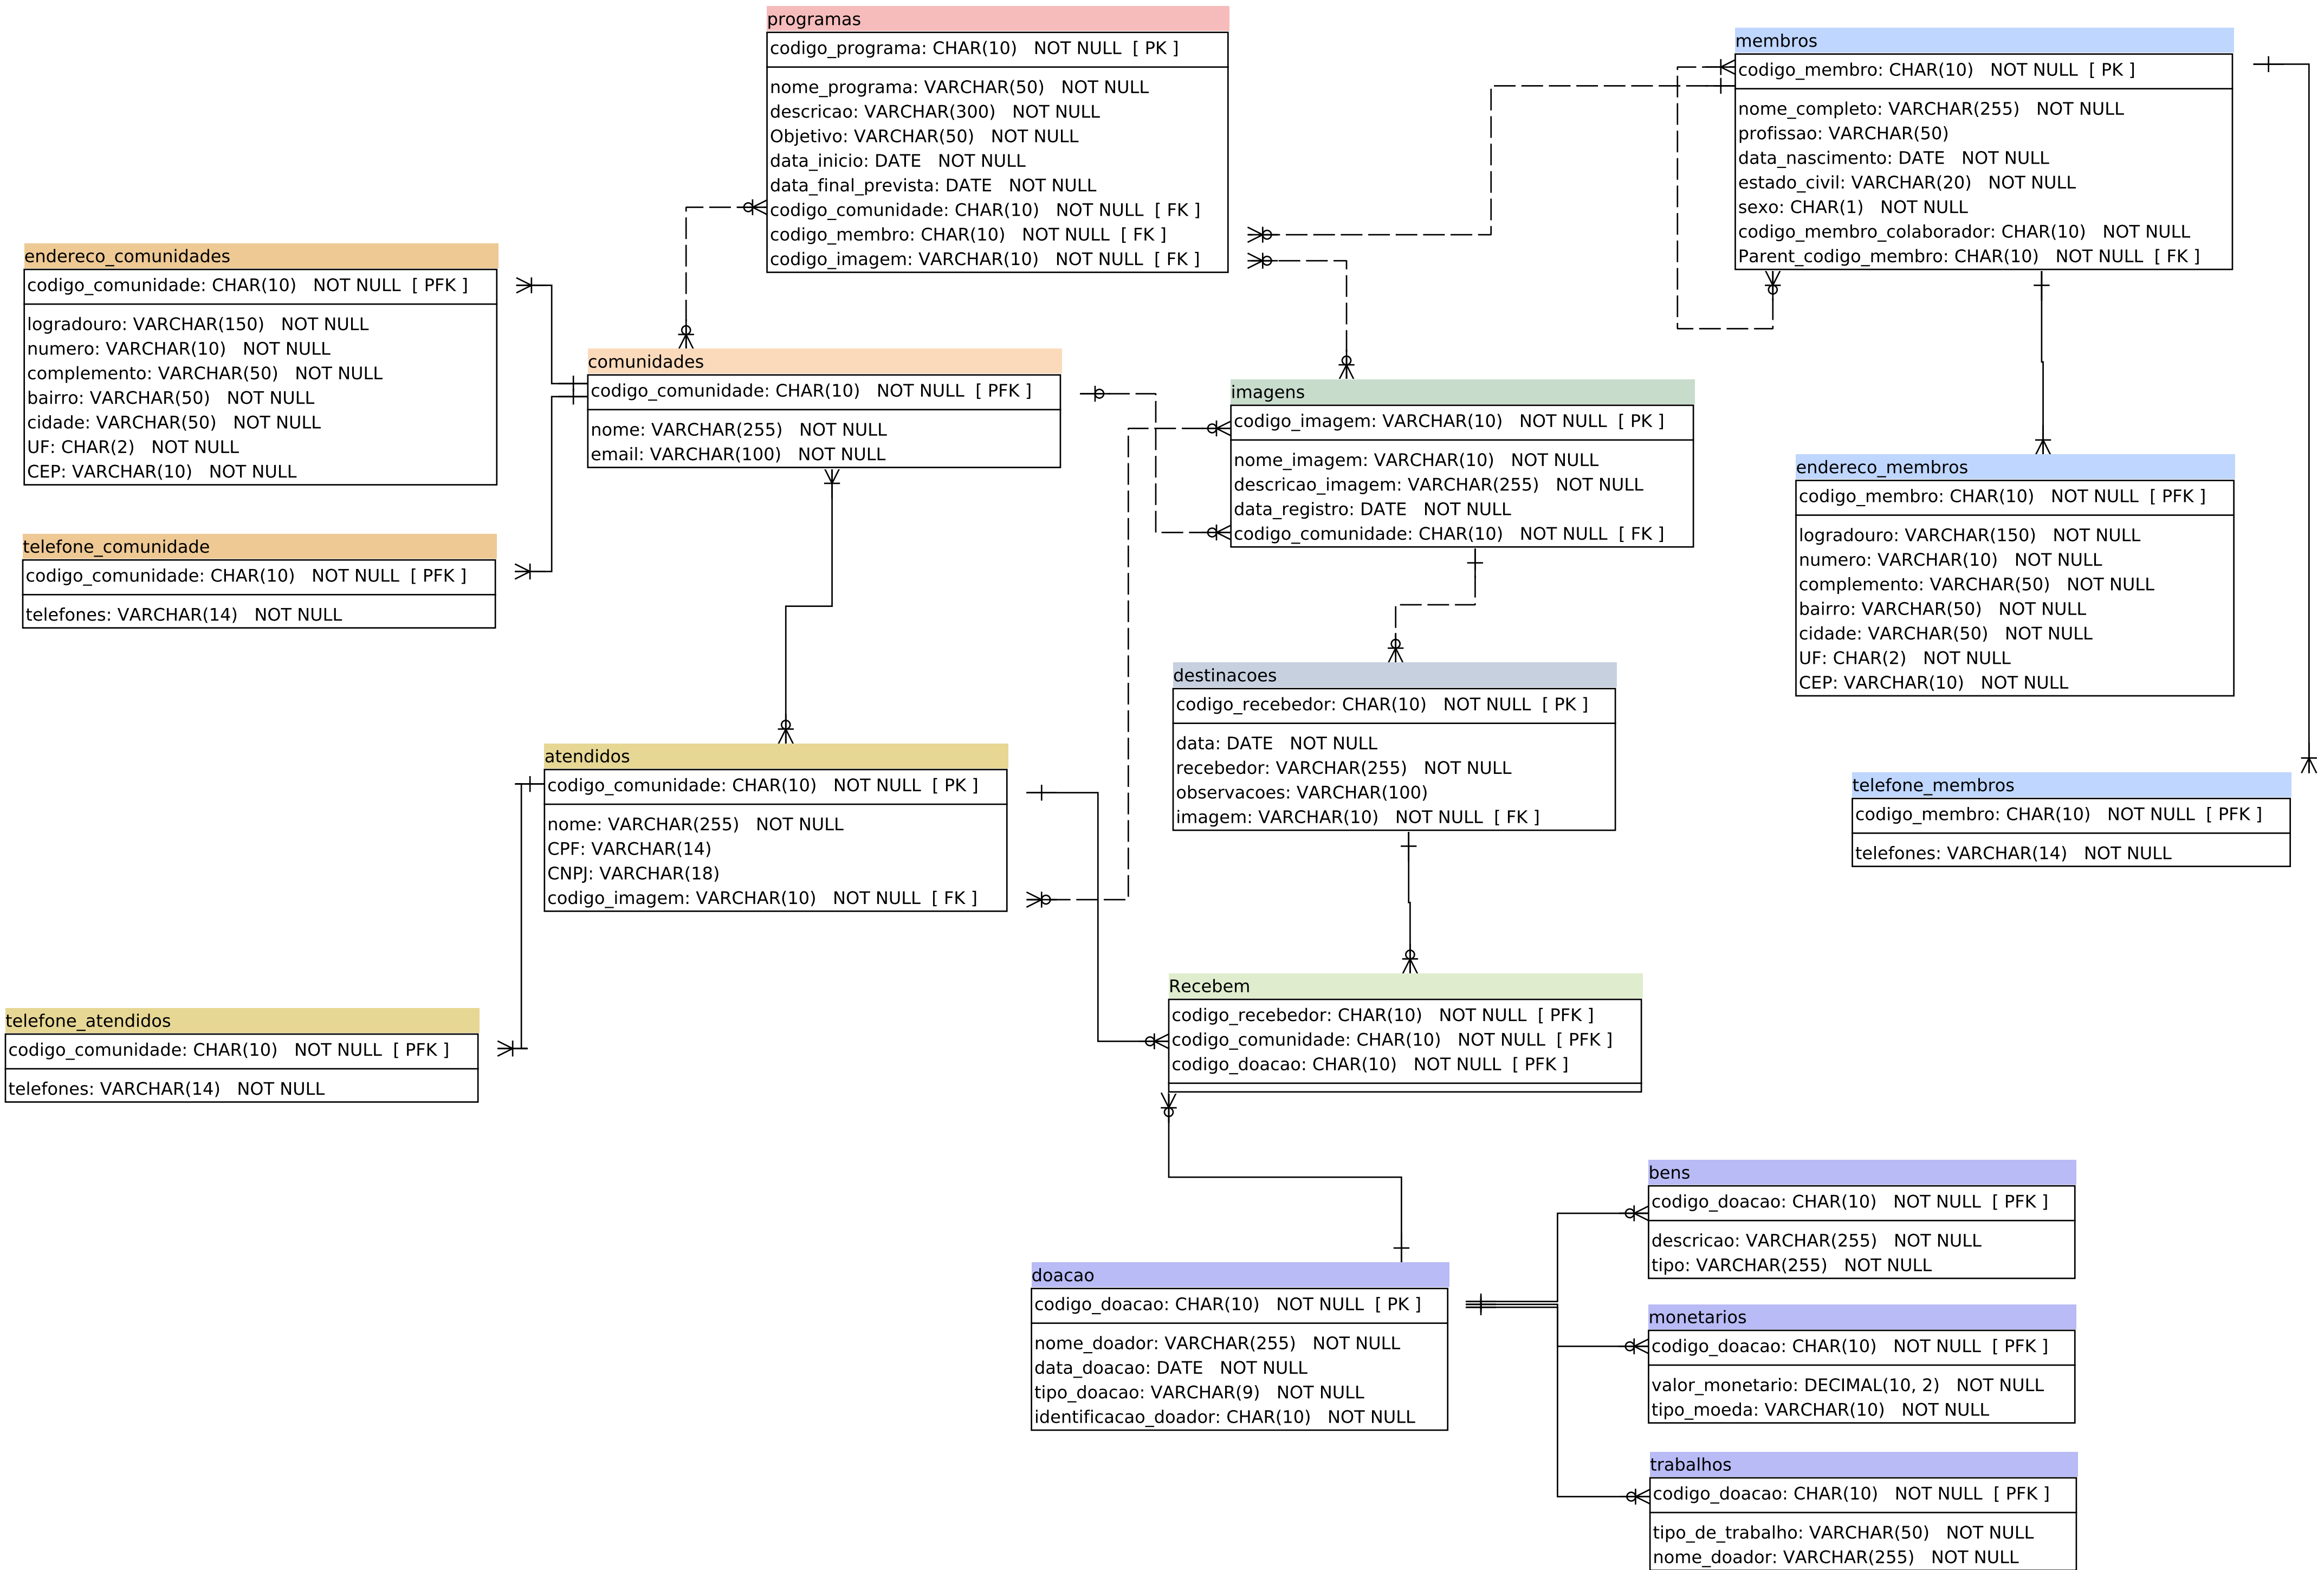 programas
codigo_programa: CHAR(10) NOT NULL [ PK ]
nome_programa: VARCHAR(50) NOT NULL
descricao: VARCHAR(300) NOT NULL
Objetivo: VARCHAR(50) NOT NULL
data_inicio: DATE NOT NULL
data_final_prevista: DATE NOT NULL
codigo_comunidade: CHAR(10) NOT NULL [ FK ]
codigo_membro: CHAR(10) NOT NULL [ FK ]
codigo_imagem: VARCHAR(10) NOT NULL [ FK ]
membros
codigo_membro: CHAR(10) NOT NULL [ PK ]
nome_completo: VARCHAR(255) NOT NULL
profissao: VARCHAR(50)
data_nascimento: DATE NOT NULL
estado_civil: VARCHAR(20) NOT NULL
sexo: CHAR(1) NOT NULL
codigo_membro_colaborador: CHAR(10) NOT NULL
Parent_codigo_membro: CHAR(10) NOT NULL [ FK ]
endereco_comunidades
codigo_comunidade: CHAR(10) NOT NULL [ PFK ]
logradouro: VARCHAR(150) NOT NULL
numero: VARCHAR(10) NOT NULL
complemento: VARCHAR(50) NOT NULL
bairro: VARCHAR(50) NOT NULL
cidade: VARCHAR(50) NOT NULL
UF: CHAR(2) NOT NULL
CEP: VARCHAR(10) NOT NULL
comunidades
codigo_comunidade: CHAR(10) NOT NULL [ PFK ]
nome: VARCHAR(255) NOT NULL
email: VARCHAR(100) NOT NULL
imagens
codigo_imagem: VARCHAR(10) NOT NULL [ PK ]
nome_imagem: VARCHAR(10) NOT NULL
descricao_imagem: VARCHAR(255) NOT NULL
data_registro: DATE NOT NULL
codigo_comunidade: CHAR(10) NOT NULL [ FK ]
endereco_membros
codigo_membro: CHAR(10) NOT NULL [ PFK ]
logradouro: VARCHAR(150) NOT NULL
numero: VARCHAR(10) NOT NULL
complemento: VARCHAR(50) NOT NULL
bairro: VARCHAR(50) NOT NULL
cidade: VARCHAR(50) NOT NULL
UF: CHAR(2) NOT NULL
CEP: VARCHAR(10) NOT NULL
telefone_comunidade
codigo_comunidade: CHAR(10) NOT NULL [ PFK ]
telefones: VARCHAR(14) NOT NULL
destinacoes
codigo_recebedor: CHAR(10) NOT NULL [ PK ]
data: DATE NOT NULL
recebedor: VARCHAR(255) NOT NULL
observacoes: VARCHAR(100)
imagem: VARCHAR(10) NOT NULL [ FK ]
atendidos
codigo_comunidade: CHAR(10) NOT NULL [ PK ]
nome: VARCHAR(255) NOT NULL
CPF: VARCHAR(14)
CNPJ: VARCHAR(18)
codigo_imagem: VARCHAR(10) NOT NULL [ FK ]
telefone_membros
codigo_membro: CHAR(10) NOT NULL [ PFK ]
telefones: VARCHAR(14) NOT NULL
Recebem
codigo_recebedor: CHAR(10) NOT NULL [ PFK ]
codigo_comunidade: CHAR(10) NOT NULL [ PFK ]
codigo_doacao: CHAR(10) NOT NULL [ PFK ]
telefone_atendidos
codigo_comunidade: CHAR(10) NOT NULL [ PFK ]
telefones: VARCHAR(14) NOT NULL
bens
codigo_doacao: CHAR(10) NOT NULL [ PFK ]
descricao: VARCHAR(255) NOT NULL
tipo: VARCHAR(255) NOT NULL
doacao
codigo_doacao: CHAR(10) NOT NULL [ PK ]
nome_doador: VARCHAR(255) NOT NULL
data_doacao: DATE NOT NULL
tipo_doacao: VARCHAR(9) NOT NULL
identificacao_doador: CHAR(10) NOT NULL
monetarios
codigo_doacao: CHAR(10) NOT NULL [ PFK ]
valor_monetario: DECIMAL(10, 2) NOT NULL
tipo_moeda: VARCHAR(10) NOT NULL
trabalhos
codigo_doacao: CHAR(10) NOT NULL [ PFK ]
tipo_de_trabalho: VARCHAR(50) NOT NULL
nome_doador: VARCHAR(255) NOT NULL